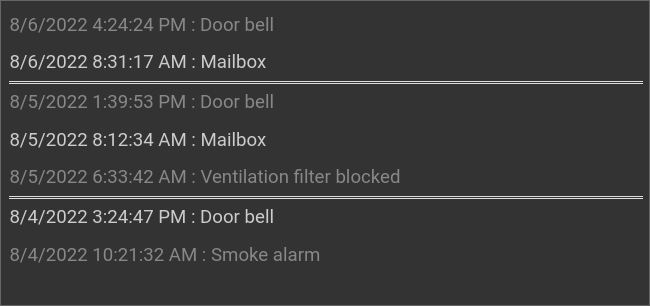 8/6/2022 4:24:24 PM : Door bell
8/6/2022 8:31:17 AM : Mailbox
8/5/2022 1:39:53 PM : Door bell
8/5/2022 8:12:34 AM : Mailbox
8/5/2022 6:33:42 AM : Ventilation filter blocked
8/4/2022 3:24:47 PM : Door bell
8/4/2022 10:21:32 AM : Smoke alarm